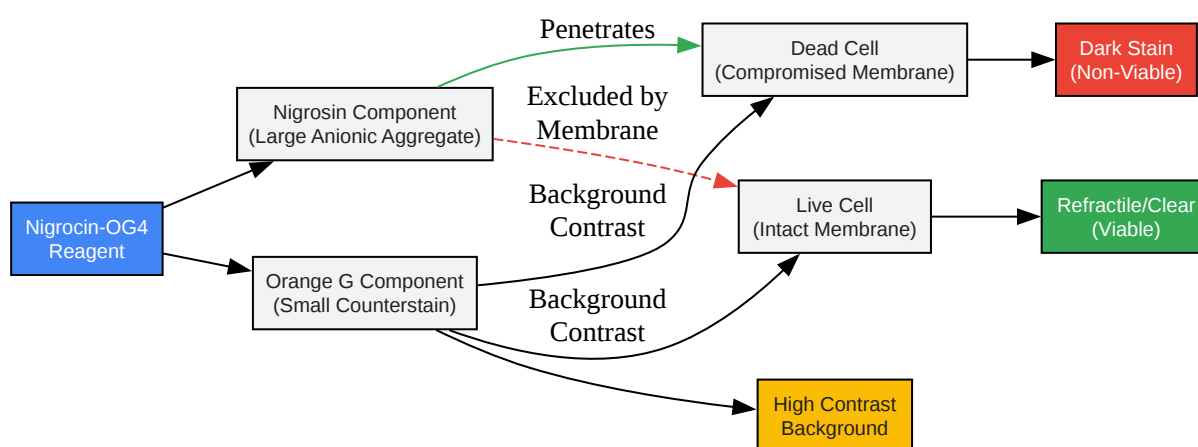 Nigrocin-OG4
Reagent
Nigrosin Component
(Large Anionic Aggregate)
Orange G Component
(Small Counterstain)
Penetrates
Excluded by
Membrane
Background
Contrast
Background
Contrast
Dead Cell
(Compromised Membrane)
Live Cell
(Intact Membrane)
High Contrast
Background
Dark Stain
(Non-Viable)
Refractile/Clear
(Viable)